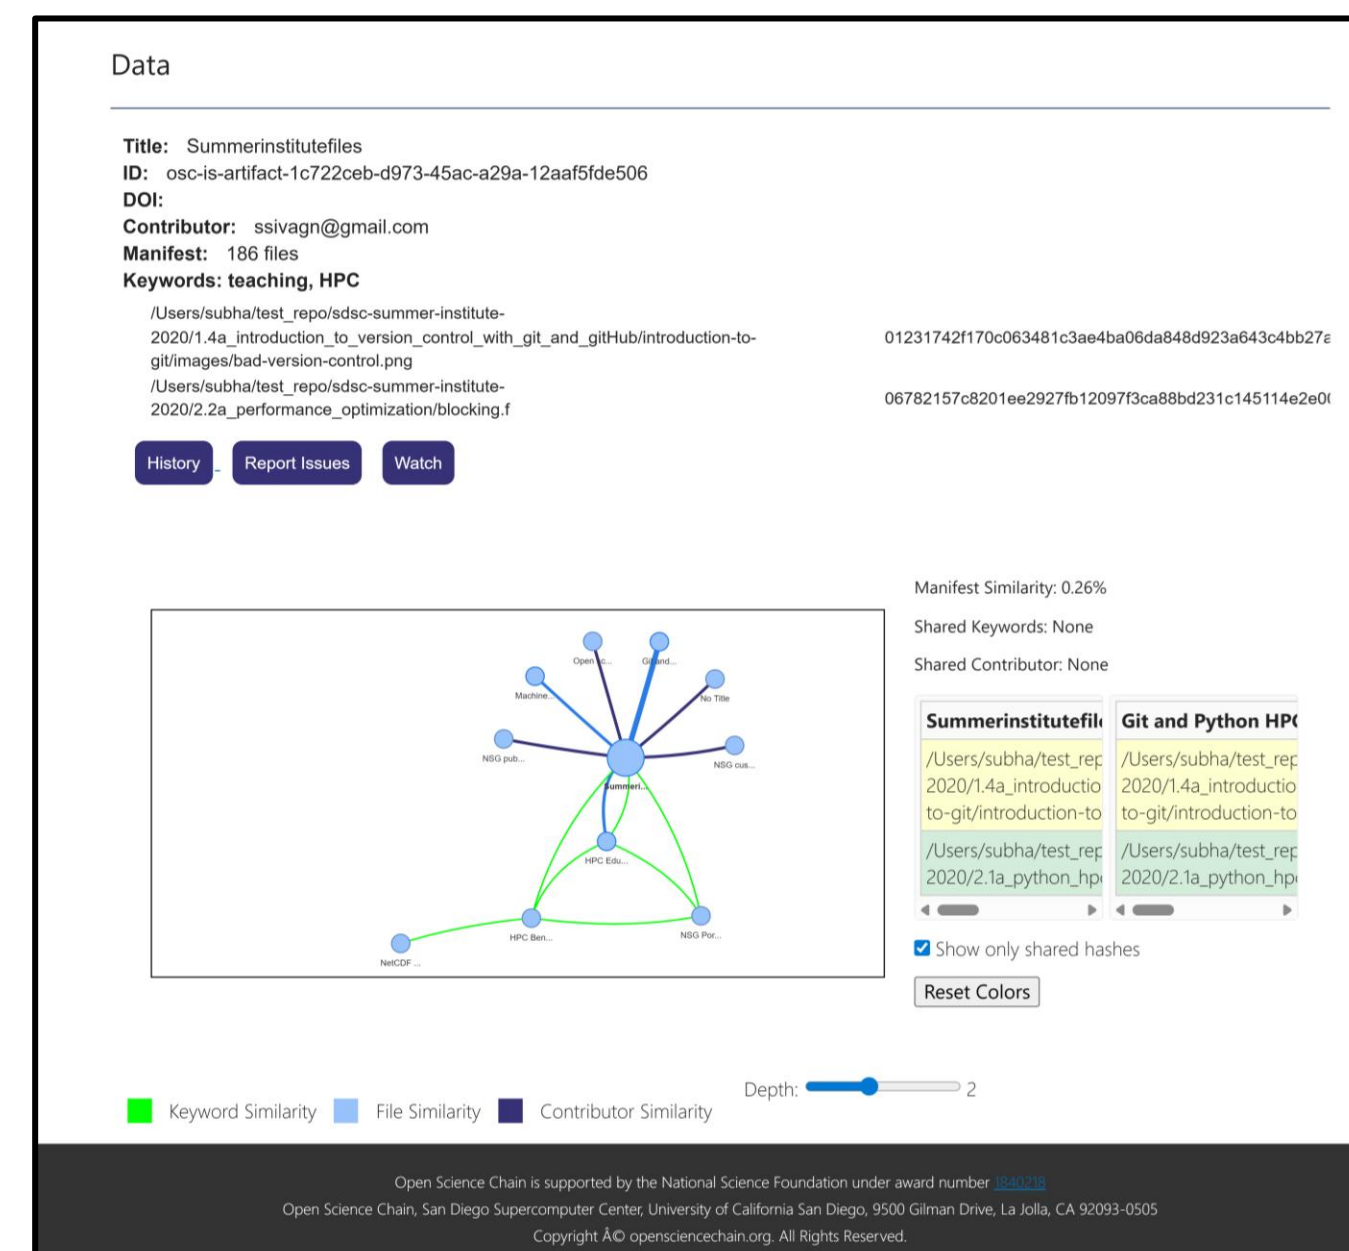 Data
Title: Summerinstitutefiles
ID: osc-is-artifact-1c722ceb-d973-45ac-a29a-12aaf5fde506
DOI:
Contributor: ssivagn@gmail.com
Manifest: 186 files
Keywords: teaching, HPC
/Users/subha/test_repo/sdsc-summer-institute-
2020/1.4a_introduction_to_version_control_with_git_and_gitHub/introduction-to-
git/images/bad-version-control.png
01231742f170c063481c3ae4ba06da848d923a643c4bb27a
/Users/subha/test_repo/sdsc-summer-institute-
2020/2.2a_performance_optimization/blocking.f
06782157c8201ee2927fb12097f3ca88bd231c145114e2e00
History
Report Issues
Watch
Manifest Similarity: 0.26%
Shared Keywords: None
Shared Contributor: None
Open Sc...
Git and...
Machine...
No Title
NSG pub...
NSG cus...
Summeri...
HPC Edu...
HPC Ben...
NSG Por...
NetCDF ...
Summerinstitutefile
/Users/subha/test_rep
2020/1.4a_introductio
to-git/introduction-to
/Users/subha/test_rep
2020/2.1a_python_hpc
Git and Python HPC
/Users/subha/test_rep
2020/1.4a_introductio
to-git/introduction-to
/Users/subha/test_rep
2020/2.1a_python_hp
Show only shared hashes
Reset Colors
Depth: 2
Keyword Similarity File Similarity Contributor Similarity
Open Science Chain is supported by the National Science Foundation under award number 1840218
Open Science Chain, San Diego Supercomputer Center, University of California San Diego, 9500 Gilman Drive, La Jolla, CA 92093-0505
Copyright Â© opensciencechain.org. All Rights Reserved.